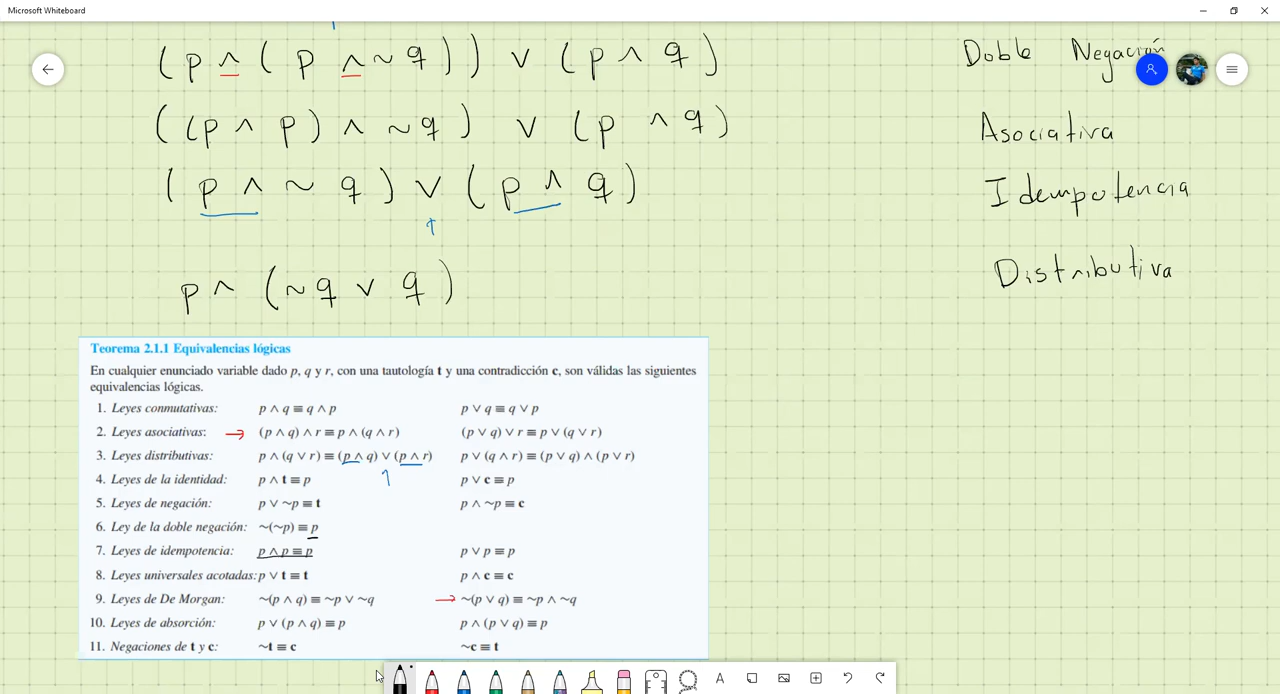 Microsoft Whiteboard
(p ∧ (p ∧ ~q)) ∨ (p ∧ q) Doble Negación
((p ∧ p) ∧ ~q) ∨ (p ∧ q) Asociativa
(p ∧ ~q) ∨ (p ∧ q) Idempotencia
p ∧ (~q ∨ q) Distributiva
Teorema 2.1.1 Equivalencias lógicas
En cualquier enunciado variable dado p, q y r, con una tautología t y una contradicción c, son válidas las siguientes
equivalencias lógicas.
1. Leyes conmutativas: p ∧ q ≡ q ∧ p p ∨ q ≡ q ∨ p
2. Leyes asociativas: (p ∧ q) ∧ r ≡ p ∧ (q ∧ r) (p ∨ q) ∨ r ≡ p ∨ (q ∨ r)
3. Leyes distributivas: p ∧ (q ∨ r) ≡ (p ∧ q) ∨ (p ∧ r) p ∨ (q ∧ r) ≡ (p ∨ q) ∧ (p ∨ r)
4. Leyes de la identidad: p ∧ t ≡ p p ∨ c ≡ p
5. Leyes de negación: p ∨ ~p ≡ t p ∧ ~p ≡ c
6. Ley de la doble negación: ~(~p) ≡ p
7. Leyes de idempotencia: p ∧ p ≡ p p ∨ p ≡ p
8. Leyes universales acotadas: p ∨ t ≡ t p ∧ c ≡ c
9. Leyes de De Morgan: ~(p ∧ q) ≡ ~p ∨ ~q ~(p ∨ q) ≡ ~p ∧ ~q
10. Leyes de absorción: p ∨ (p ∧ q) ≡ p p ∧ (p ∨ q) ≡ p
11. Negaciones de t y c: ~t ≡ c ~c ≡ t
A